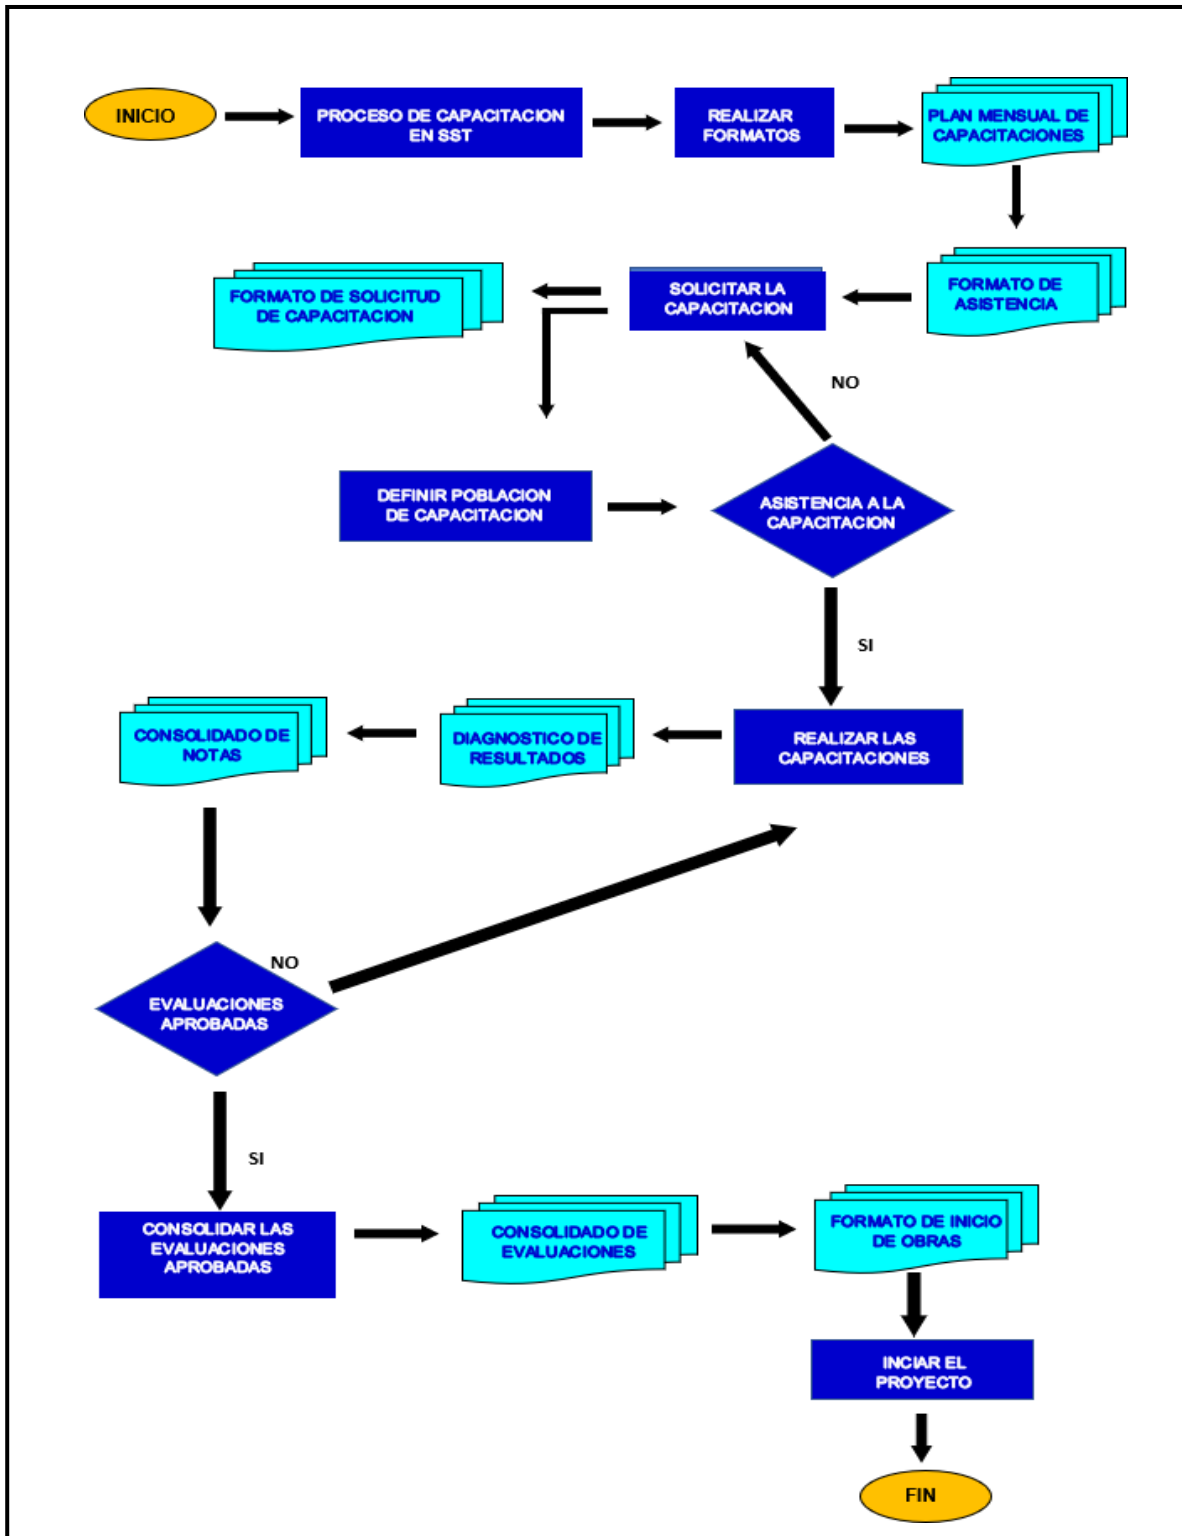 INICIO
PROCESO DE CAPACITACION
EN SST
REALIZAR
FORMATOS
PLAN MENSUAL DE
CAPACITACIONES
FORMATO DE SOLICITUD
DE CAPACITACION
SOLICITAR LA
CAPACITACION
FORMATO DE
ASISTENCIA
NO
DEFINIR POBLACION
DE CAPACITACION
ASISTENCIA A LA
CAPACITACION
SI
CONSOLIDADO DE
NOTAS
DIAGNOSTICO DE
RESULTADOS
REALIZAR LAS
CAPACITACIONES
NO
EVALUACIONES
APROBADAS
SI
CONSOLIDAR LAS
EVALUACIONES
APROBADAS
CONSOLIDADO DE
EVALUACIONES
FORMATO DE INICIO
DE OBRAS
INCIAR EL
PROYECTO
FIN